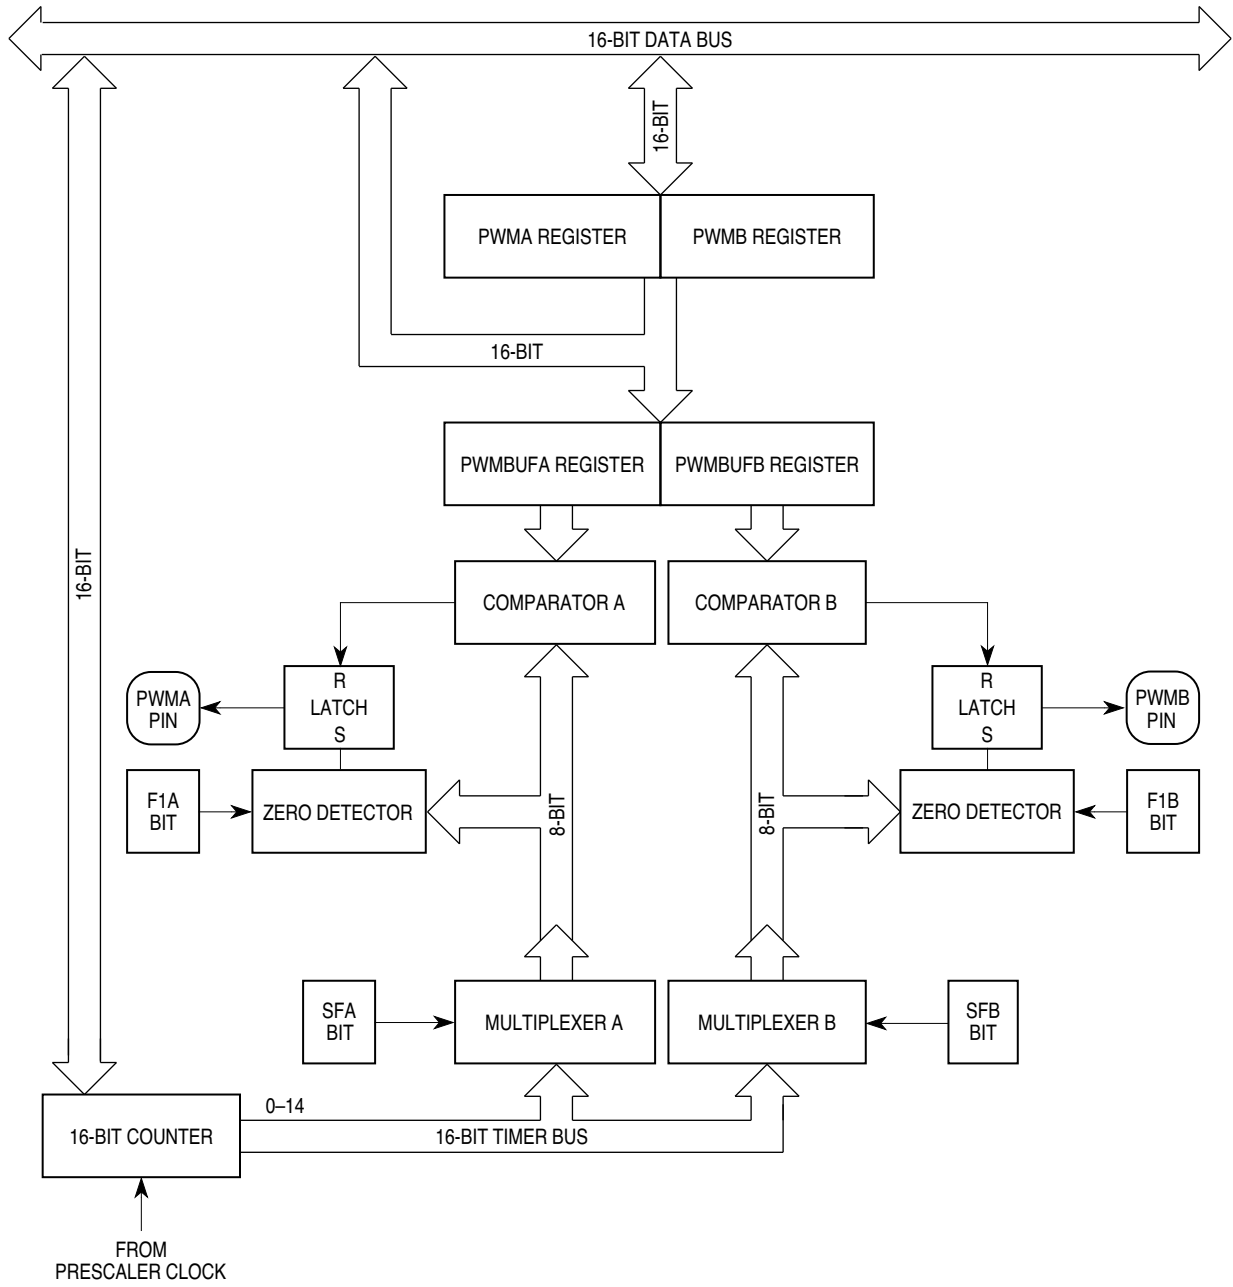 16-BIT DATA BUS
16-BIT
PWMA REGISTER
PWMB REGISTER
16-BIT
PWMBUFA REGISTER
PWMBUFB REGISTER
16-BIT
COMPARATOR A
COMPARATOR B
PWMA
PIN
R
LATCH
S
R
LATCH
S
PWMB
PIN
F1A
BIT
ZERO DETECTOR
8-BIT
8-BIT
ZERO DETECTOR
F1B
BIT
SFA
BIT
MULTIPLEXER A
MULTIPLEXER B
SFB
BIT
0–14
16-BIT COUNTER
16-BIT TIMER BUS
FROM
PRESCALER CLOCK